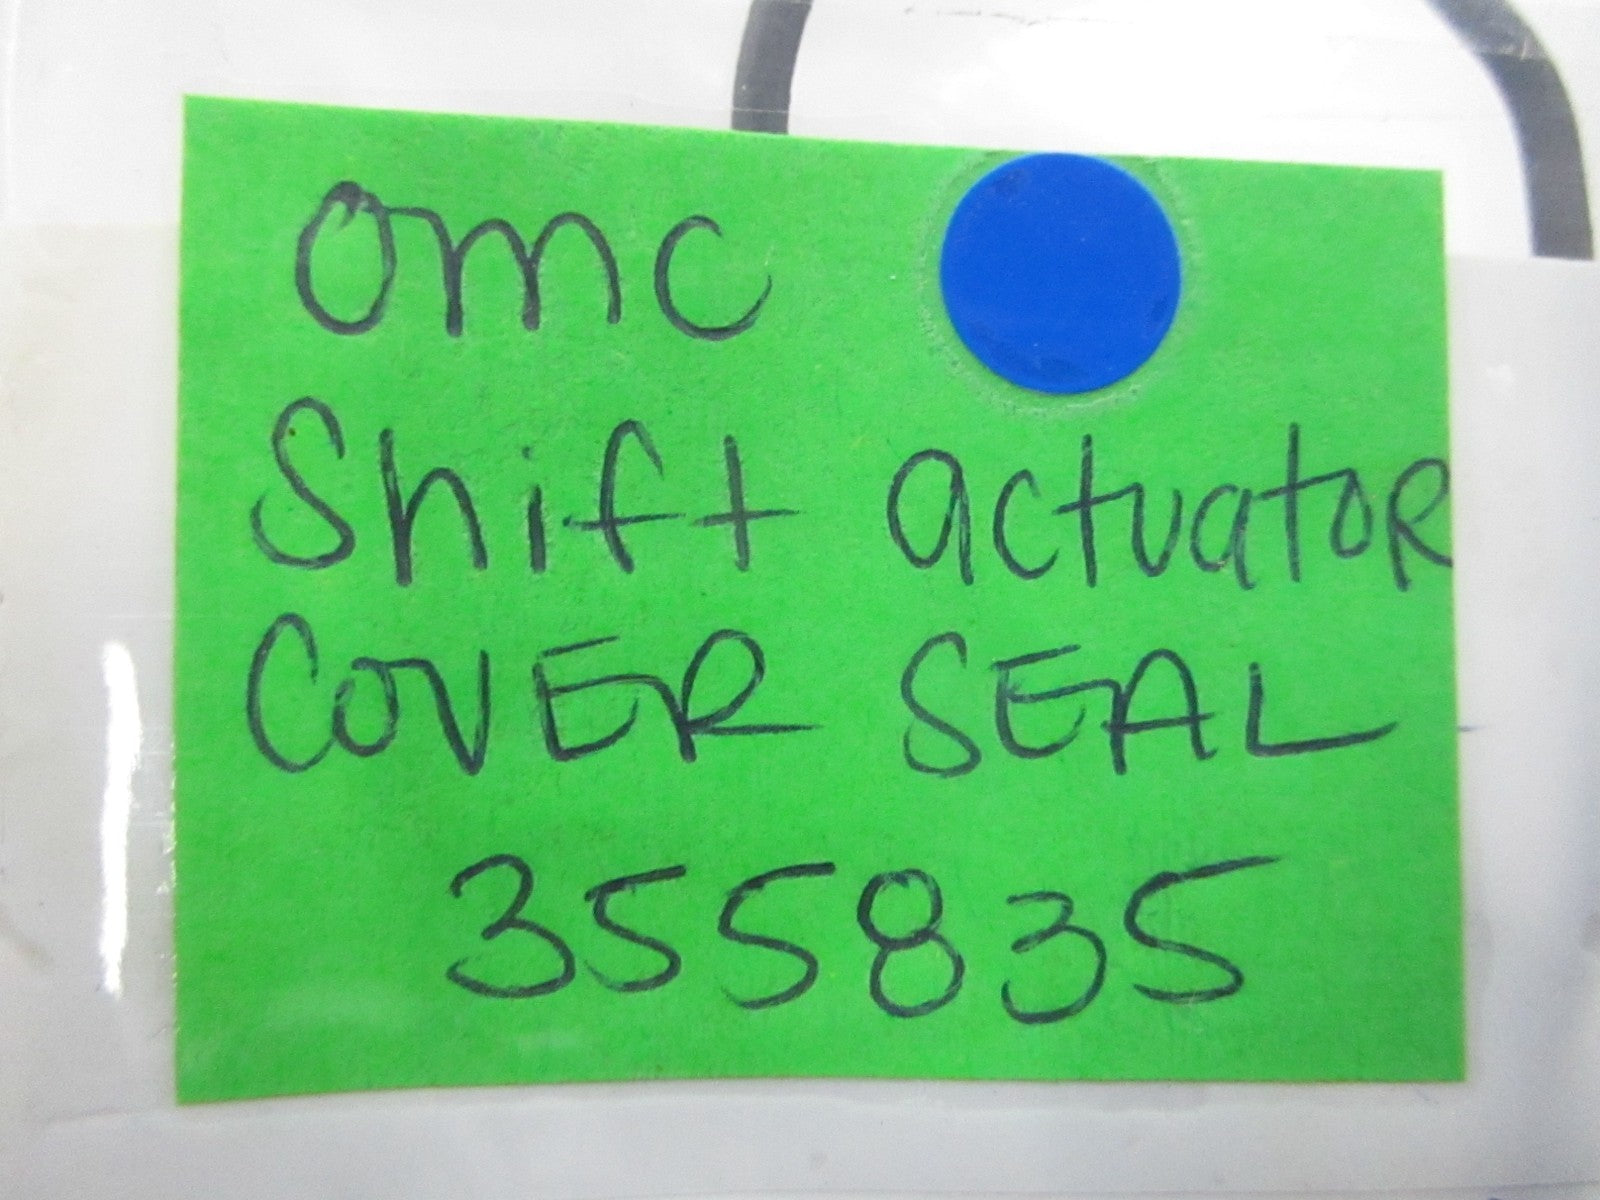 OMC
Shift actuatoR
COVER SEAL
355835